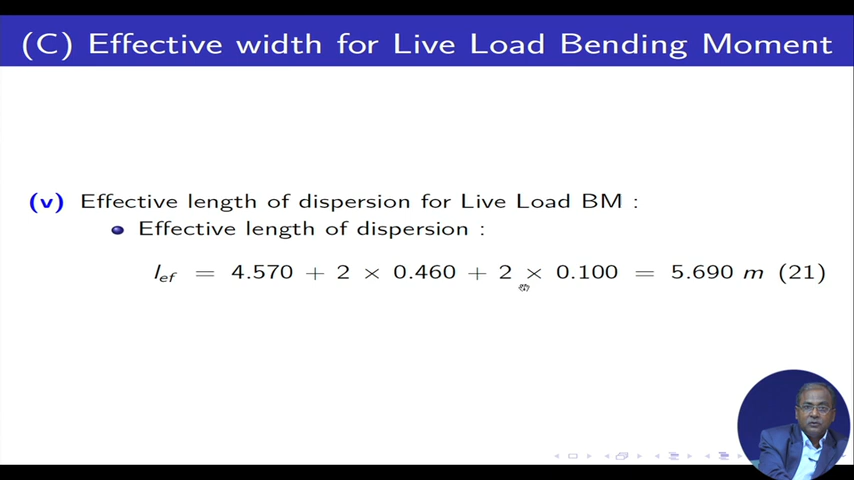 (C) Effective width for Live Load Bending Moment
(v) Effective length of dispersion for Live Load BM :
Effective length of dispersion :
l_ef = 4.570 + 2 × 0.460 + 2 × 0.100 = 5.690 m (21)